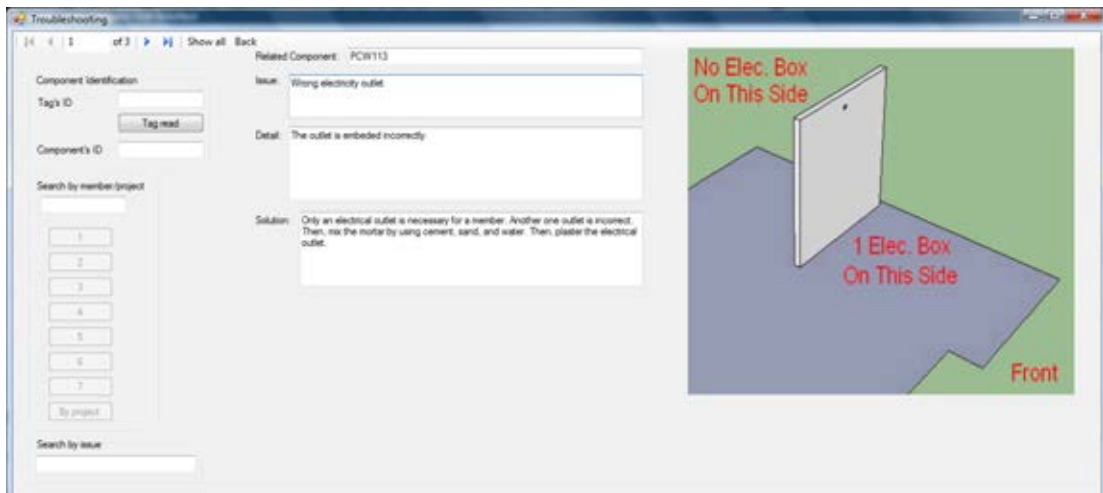 Troubleshooting
1 of 3 Show all Back
Related Component: PCW113
Component Identification
Tag's ID
Tag read
Component's ID
Search by member/project
1
2
3
4
5
6
7
By project
Search by issue
Issue: Wrong electricity outlet
Detail: The outlet is embeded incorrectly
Solution: Only an electrical outlet is necessary for a member. Another one outlet is incorrect.
Then, mix the mortar by using cement, sand, and water. Then, plaster the electrical
outlet.
No Elec. Box
On This Side
1 Elec. Box
On This Side
Front